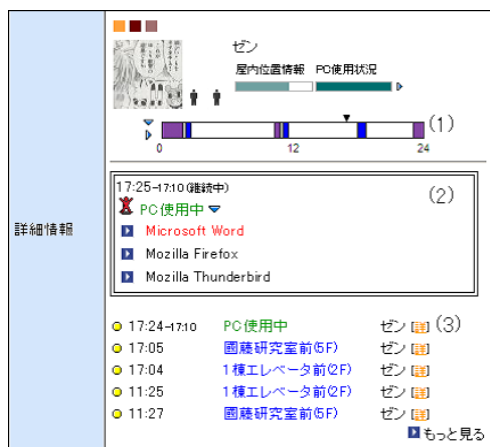 ゼン
屋内位置情報 PC使用状況
(1)
0 12 24
詳細情報
17:25-17:10(継続中) (2)
PC使用中
Microsoft Word
Mozilla Firefox
Mozilla Thunderbird
17:24-17:10 PC使用中 ゼン [詳] (3)
17:05 國藤研究室前(5F) ゼン [詳]
17:04 1棟エレベータ前(2F) ゼン [詳]
11:25 1棟エレベータ前(2F) ゼン [詳]
11:27 國藤研究室前(5F) ゼン [詳]
もっと見る